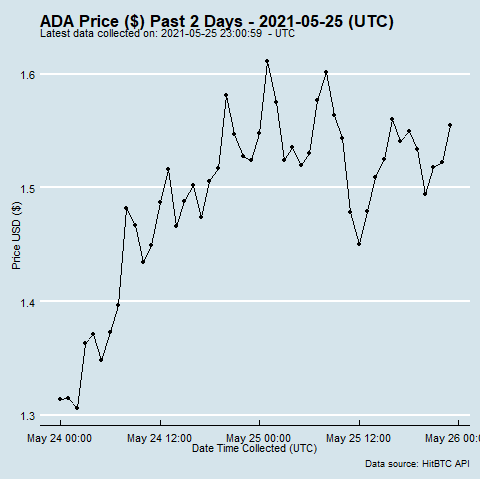 ADA Price ($) Past 2 Days - 2021-05-25 (UTC)
Latest data collected on: 2021-05-25 23:00:59 - UTC
1.6
1.5
1.4
1.3
Price USD ($)
May 24 00:00 May 24 12:00 May 25 00:00 May 25 12:00 May 26 00:
Date Time Collected (UTC)
Data source: HitBTC API